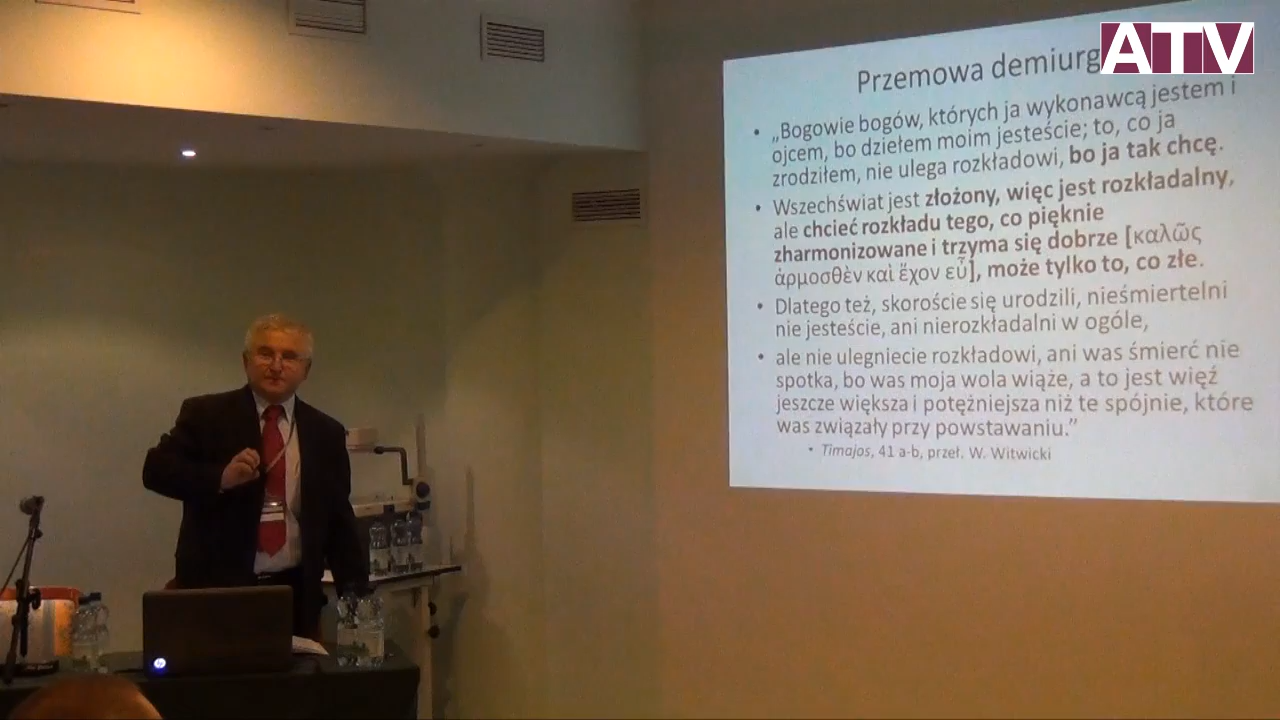 ATV
Przemowa demiurg
• „Bogowie bogów, których ja wykonawcą jestem i
ojcem, bo dziełem moim jesteście; to, co ja
zrodziłem, nie ulega rozkładowi, bo ja tak chcę.
• Wszechświat jest złożony, więc jest rozkładalny,
ale chcieć rozkładu tego, co pięknie
zharmonizowane i trzyma się dobrze [καλῶς
ἁρμοσθὲν καὶ ἔχον εὖ], może tylko to, co złe.
• Dlatego też, skoroście się urodzili, nieśmiertelni
nie jesteście, ani nierozkładalni w ogóle,
• ale nie ulegniecie rozkładowi, ani was śmierć nie
spotka, bo was moja wola wiąże, a to jest więź
jeszcze większa i potężniejsza niż te spójnie, które
was związały przy powstawaniu.”
• Timajos, 41 a-b, przeł. W. Witwicki
hp